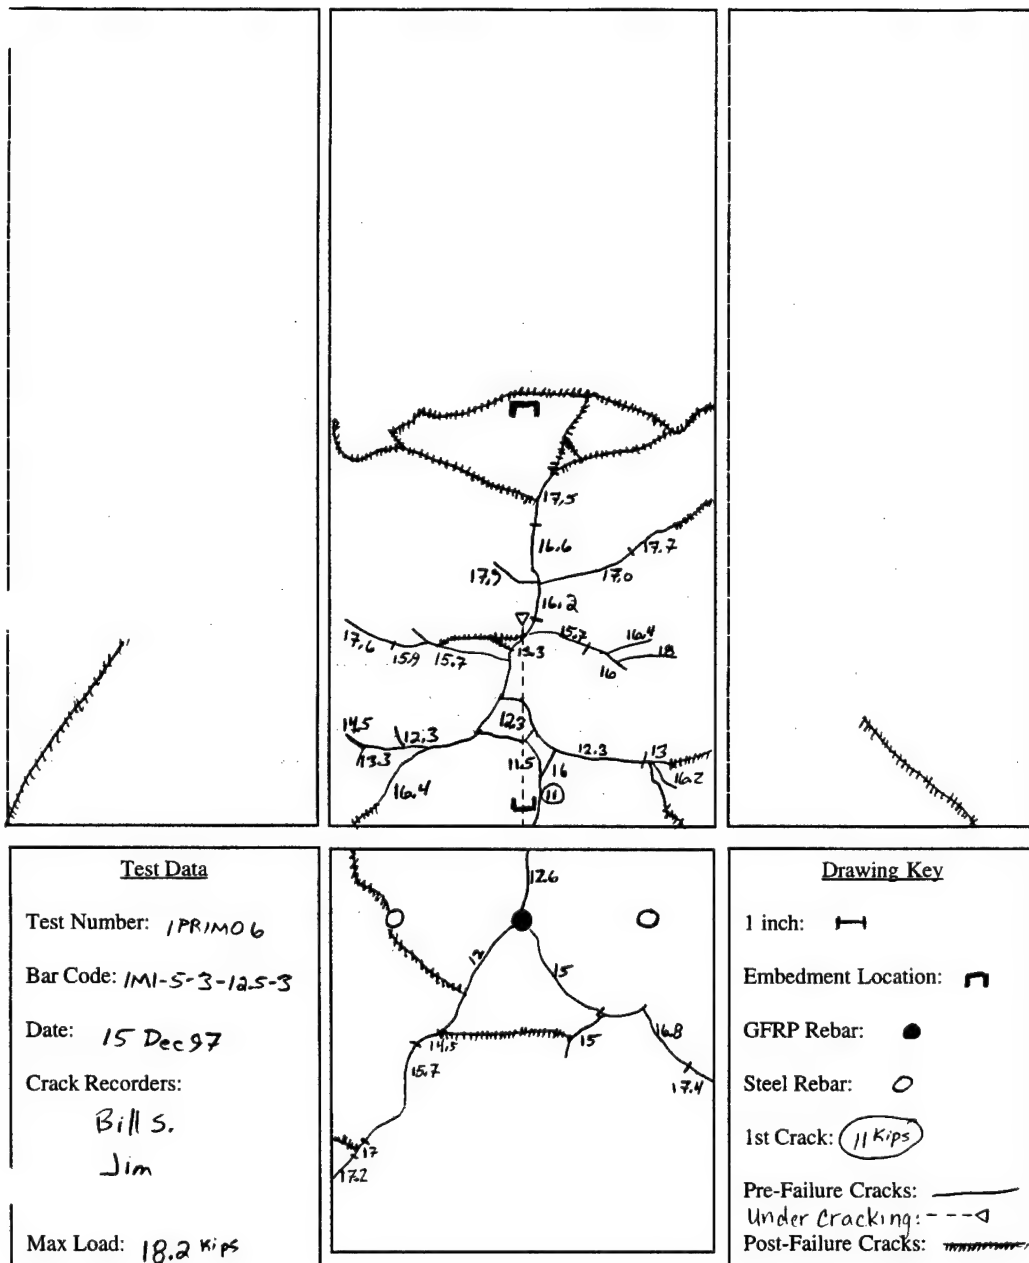 17.5
16.6
17.7
17.9
17.0
16.2
17.6
15.9
15.7
15.3
15.7
16.4
18
16
14.5
12.3
12.3
13.3
11.5
16
12.3
13
16.2
16.4
11
Test Data
Test Number: 1PRIM06
Bar Code: 1M1-5-3-12.5-3
Date: 15 Dec 97
Crack Recorders:
Bill S.
Jim
Max Load: 18.2 Kips
12.6
12
15
14.5
15
16.8
15.7
17.4
17
17.2
Drawing Key
1 inch:
Embedment Location:
GFRP Rebar:
Steel Rebar:
1st Crack: 11 Kips
Pre-Failure Cracks:
Under Cracking:
Post-Failure Cracks: